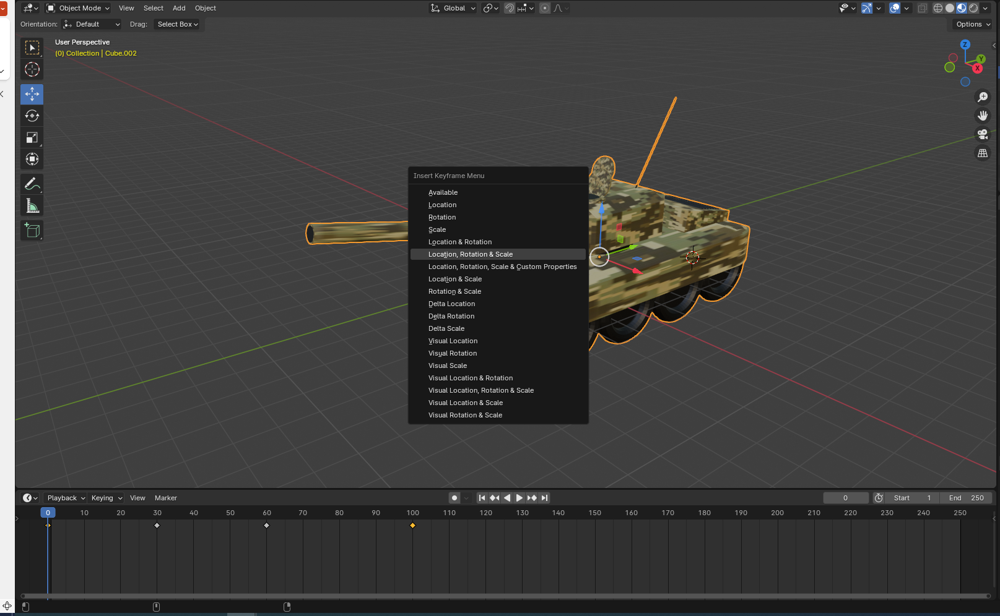 Object Mode View Select Add Object Global
Orientation: Default Drag: Select Box Options
User Perspective
(0) Collection | Cube.002
Z
Y
X
Insert Keyframe Menu
Available
Location
Rotation
Scale
Location & Rotation
Location, Rotation & Scale
Location, Rotation, Scale & Custom Properties
Location & Scale
Rotation & Scale
Delta Location
Delta Rotation
Delta Scale
Visual Location
Visual Rotation
Visual Scale
Visual Location & Rotation
Visual Location, Rotation & Scale
Visual Location & Scale
Visual Rotation & Scale
Playback Keying View Marker 0 Start 1 End 250
0 10 20 30 40 50 60 70 80 90 100 110 120 130 140 150 160 170 180 190 200 210 220 230 240 250